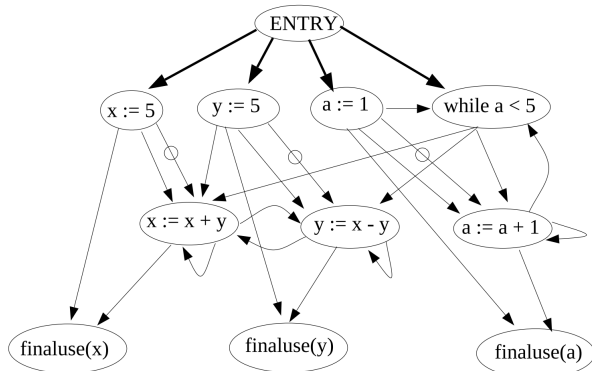 ENTRY
x := 5
y := 5
a := 1
while a < 5
x := x + y
y := x - y
a := a + 1
finaluse(x)
finaluse(y)
finaluse(a)